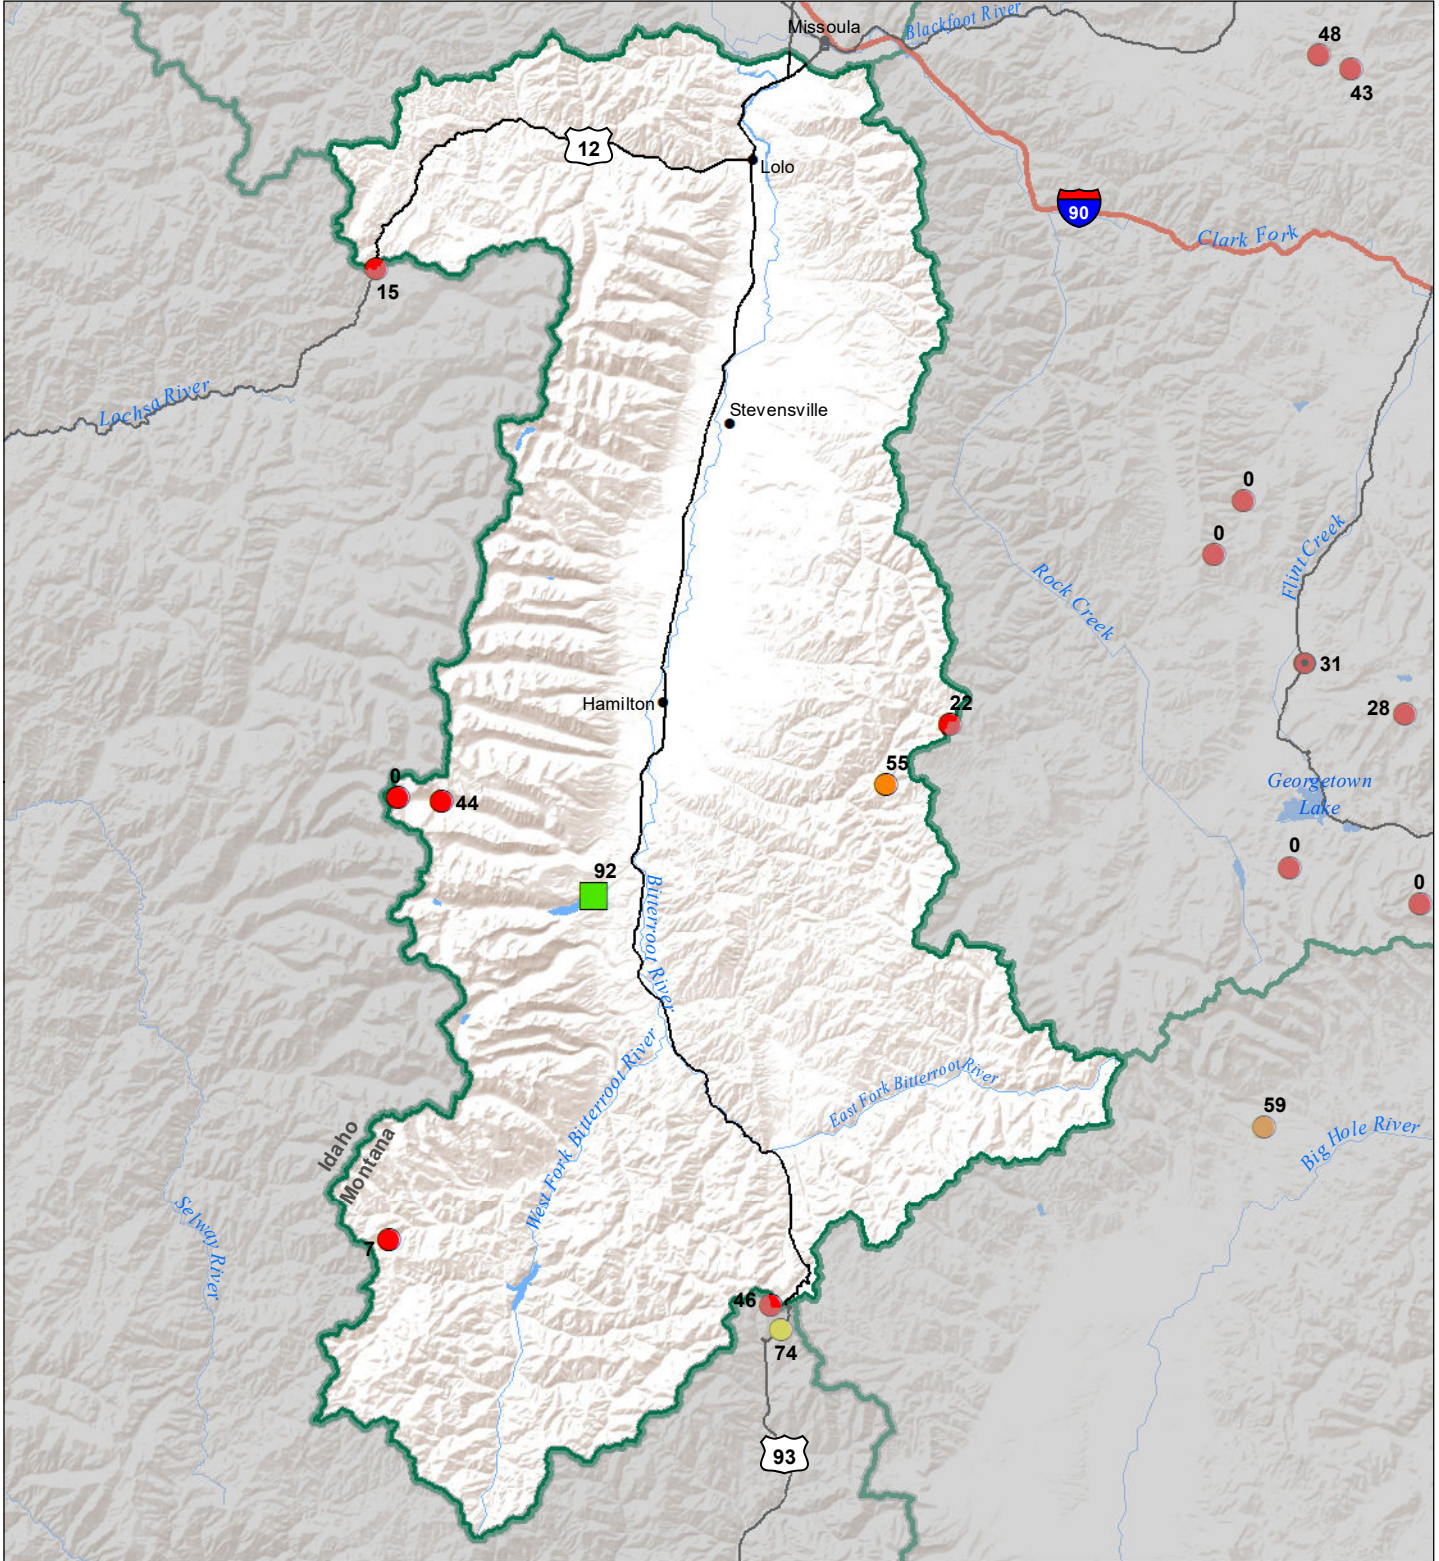 Missoula
Blackfoot River
48
43
12
Lolo
90
Clark Fork
15
Lochsa River
Stevensville
0
0
Flint Creek
Rock Creek
31
Hamilton
22
28
55
0
44
Georgetown
Lake
92
0
0
Bitterroot River
West Fork Bitterroot River
East Fork Bitterroot River
59
Big Hole River
Idaho
Montana
Selway River
7
46
74
93